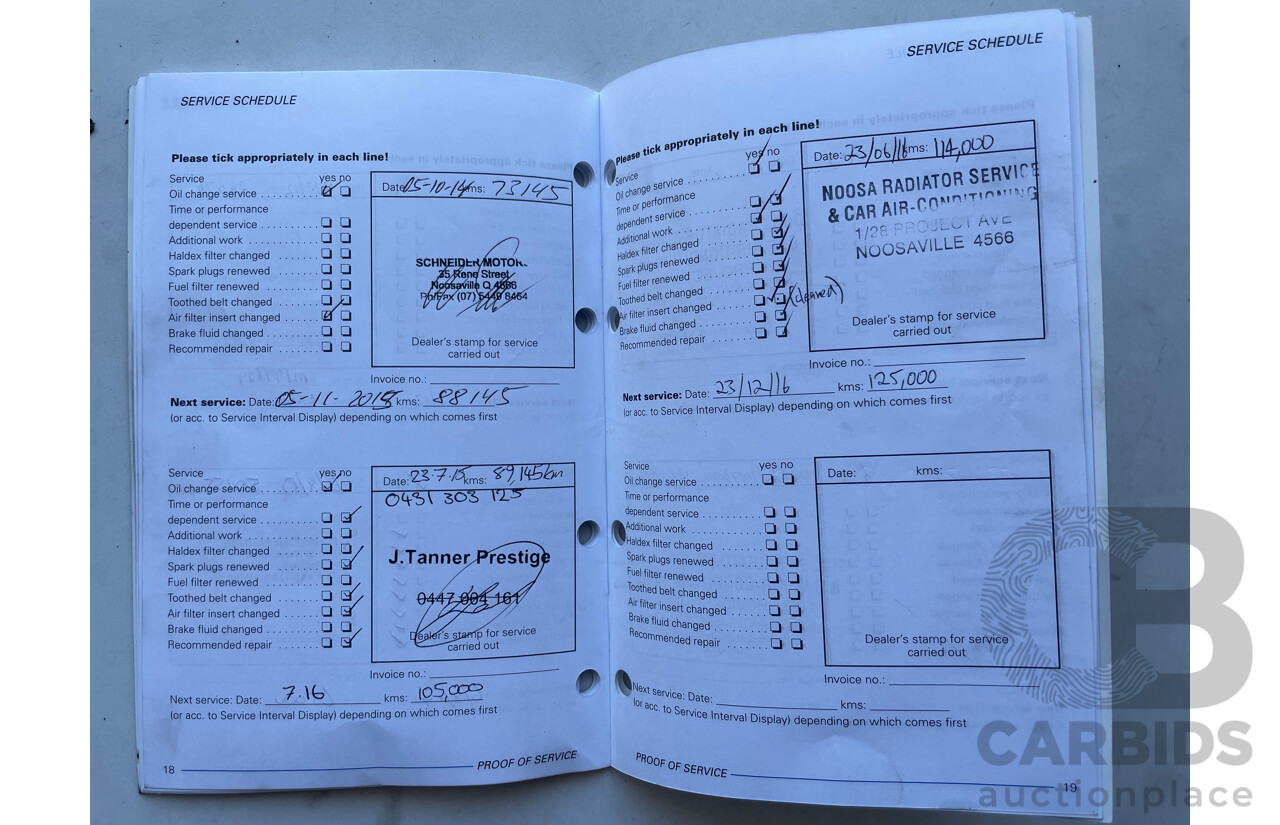 SERVICE SCHEDULE
Please tick appropriately in each line!
Service yes no
Oil change service
Time or performance
dependent service
Additional work
Haldex filter changed
Spark plugs renewed
Fuel filter renewed
Toothed belt changed
Air filter insert changed
Brake fluid changed
Recommended repair
Date: 05-10-14 kms: 73145
SCHNEIDER MOTOR
35 Rene Street
Noosaville Q 4566
Ph/Fax (07) 5449 8464
Dealer's stamp for service
carried out
Invoice no.:
Next service: Date: 05-11-2015 kms: 88145
(or acc. to Service Interval Display) depending on which comes first
Service yes no
Oil change service
Time or performance
dependent service
Additional work
Haldex filter changed
Spark plugs renewed
Fuel filter renewed
Toothed belt changed
Air filter insert changed
Brake fluid changed
Recommended repair
Date: 23.7.15 kms: 89,145km
0431 303 125
J.Tanner Prestige
0447 004 161
Dealer's stamp for service
carried out
Invoice no.:
Next service: Date: 7.16 kms: 105,000
(or acc. to Service Interval Display) depending on which comes first
18 PROOF OF SERVICE
SERVICE SCHEDULE
Please tick appropriately in each line!
Service yes no
Oil change service
Time or performance
dependent service
Additional work
Haldex filter changed
Spark plugs renewed
Fuel filter renewed
Toothed belt changed
Air filter insert changed (cleaned)
Brake fluid changed
Recommended repair
Date: 23/06/16 kms: 114,000
NOOSA RADIATOR SERVICE
& CAR AIR-CONDITIONING
1/28 PROJECT AVE
NOOSAVILLE 4566
Dealer's stamp for service
carried out
Invoice no.:
Next service: Date: 23/12/16 kms: 125,000
(or acc. to Service Interval Display) depending on which comes first
Service yes no
Oil change service
Time or performance
dependent service
Additional work
Haldex filter changed
Spark plugs renewed
Fuel filter renewed
Toothed belt changed
Air filter insert changed
Brake fluid changed
Recommended repair
Date: kms:
Dealer's stamp for service
carried out
Invoice no.:
Next service: Date: kms:
(or acc. to Service Interval Display) depending on which comes first
PROOF OF SERVICE 19
CB
CARBIDS
auctionplace